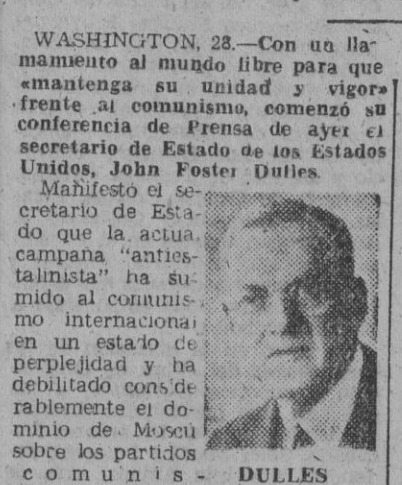 WASHINGTON, 28.—Con un lla-
mamiento al mundo libre para que
«mantenga su unidad y vigor»
frente al comunismo, comenzó su
conferencia de Prensa de ayer el
secretario de Estado de los Estados
Unidos, John Foster Dulles.
Manifestó el se-
cretario de Esta-
do que la actua
campaña "anties-
talinista" ha su-
mido al comunis-
mo internacional
en un estado de
perplejidad y ha
debilitado conside
rablemente el do-
minio de Moscú
sobre los partidos
comunis-
DULLES